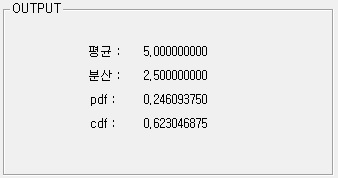 OUTPUT
평균 : 5,000000000
분산 : 2,500000000
pdf : 0,246093750
cdf : 0,623046875